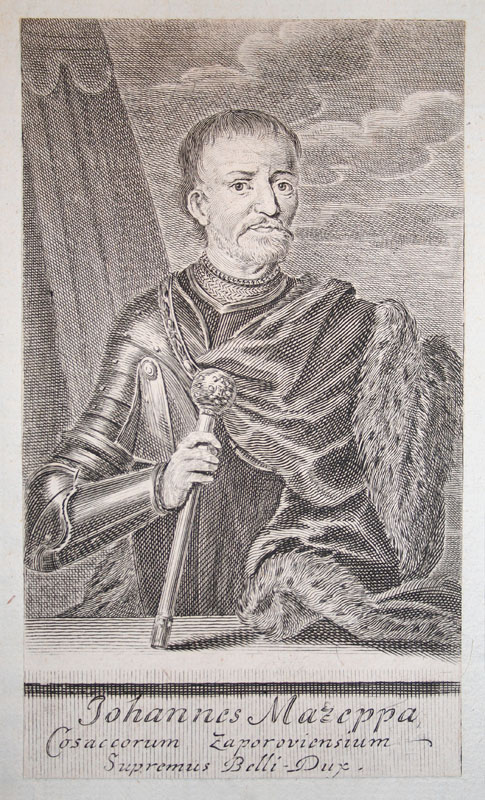 Johannes Mazeppa
Cosaccorum Zaporoviensium
Supremus Belli-Dux.